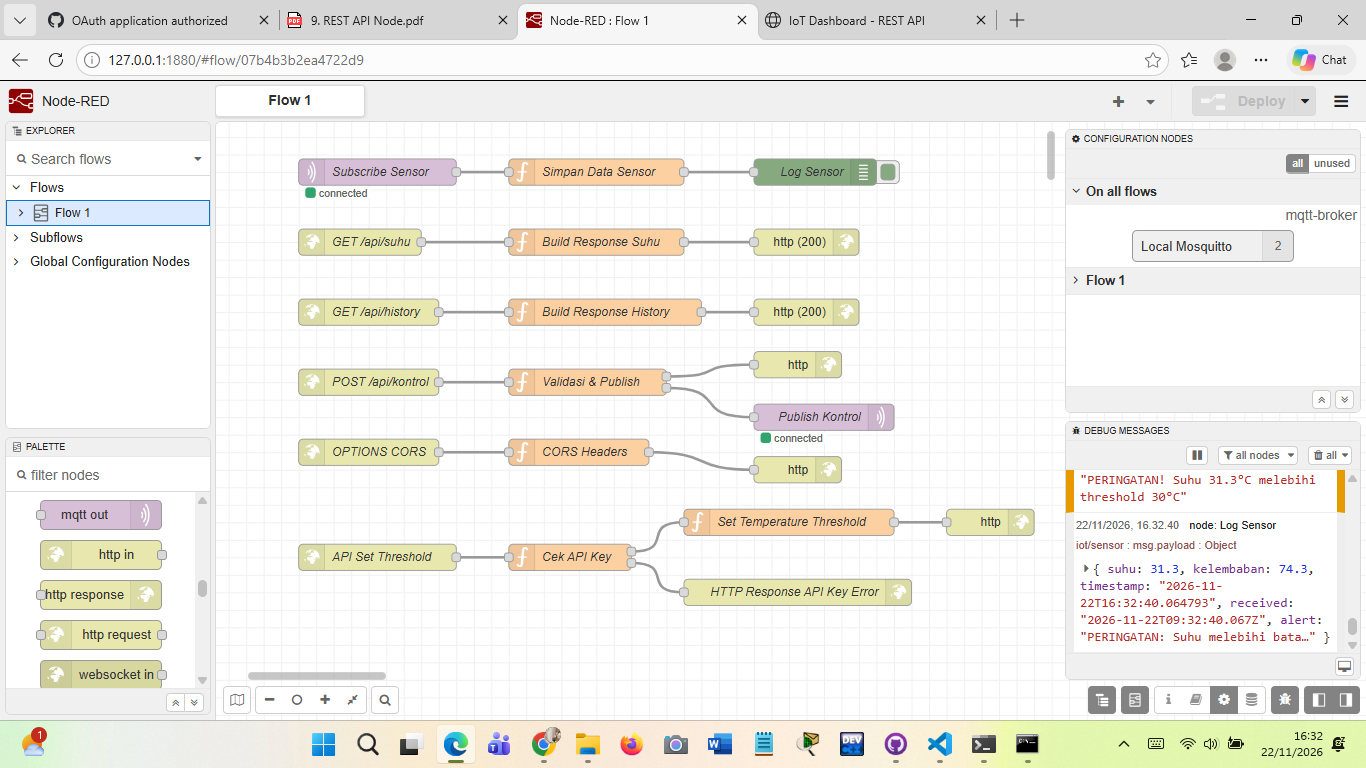 OAuth application authorized
9. REST API Node.pdf
Node-RED : Flow 1
IoT Dashboard - REST API
127.0.0.1:1880/#flow/07b4b3b2ea4722d9
Chat
Node-RED
Flow 1
Deploy
EXPLORER
Search flows
Flows
Flow 1
Subflows
Global Configuration Nodes
PALETTE
filter nodes
mqtt out
http in
http response
http request
websocket in
Subscribe Sensor
connected
Simpan Data Sensor
Log Sensor
GET /api/suhu
Build Response Suhu
http (200)
GET /api/history
Build Response History
http (200)
POST /api/kontrol
Validasi & Publish
http
Publish Kontrol
connected
OPTIONS CORS
CORS Headers
http
Set Temperature Threshold
http
API Set Threshold
Cek API Key
HTTP Response API Key Error
CONFIGURATION NODES
all unused
On all flows
mqtt-broker
Local Mosquitto 2
Flow 1
DEBUG MESSAGES
all nodes
all
"PERINGATAN! Suhu 31.3°C melebihi
threshold 30°C"
22/11/2026, 16.32.40 node: Log Sensor
iot/sensor : msg.payload : Object
{ suhu: 31.3, kelembaban: 74.3,
timestamp: "2026-11-
22T16:32:40.064793", received:
"2026-11-22T09:32:40.067Z", alert:
"PERINGATAN: Suhu melebihi bata…" }
1
PDF
DEV
16:32
22/11/2026